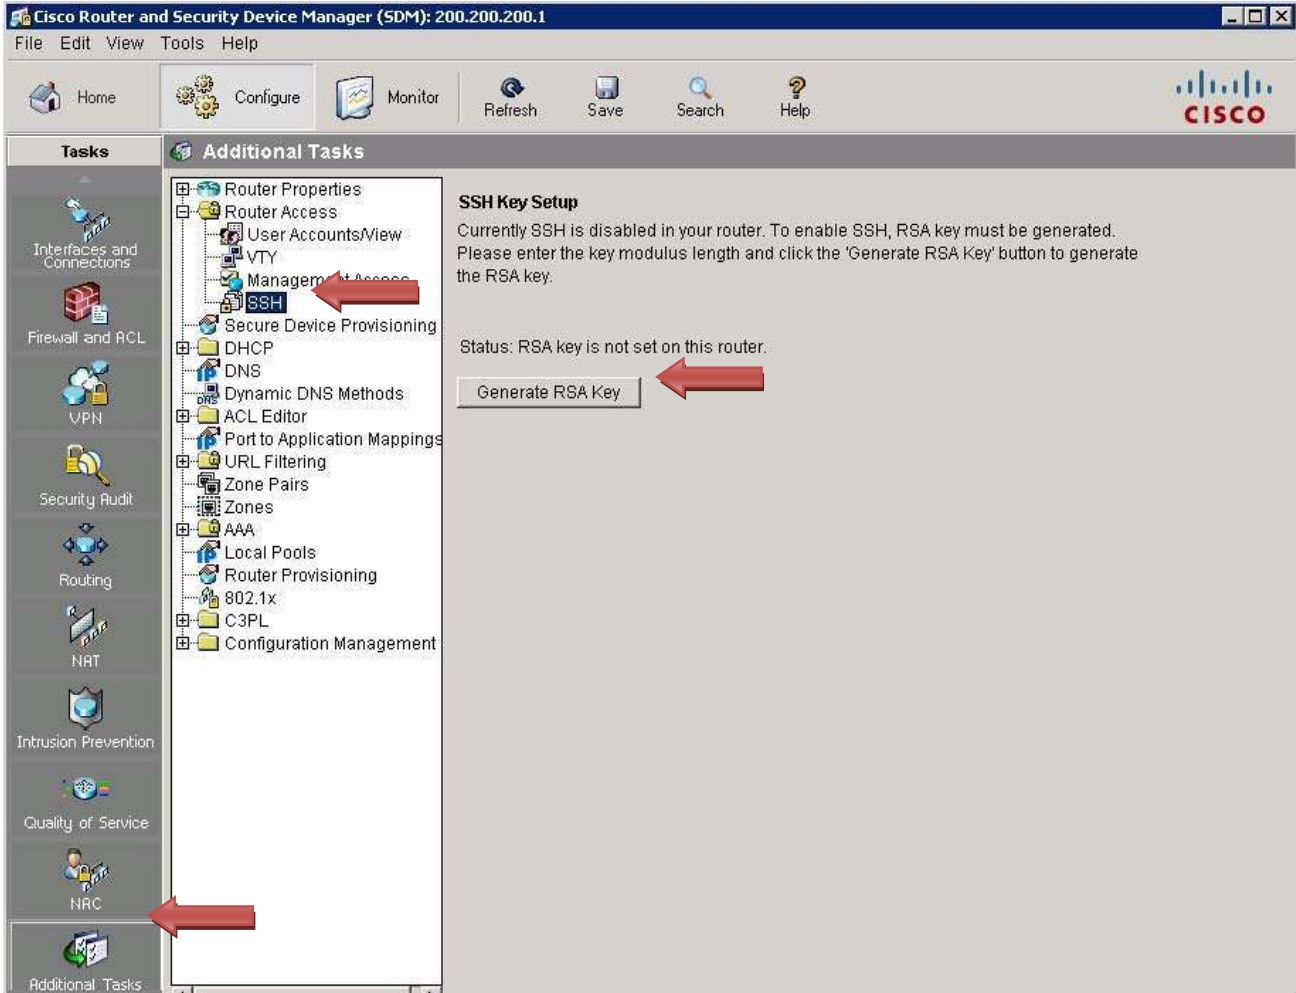 Cisco Router and Security Device Manager (SDM): 200.200.200.1
File Edit View Tools Help
Home Configure Monitor Refresh Save Search Help
CISCO
Tasks
Additional Tasks
Interfaces and
Connections
Firewall and ACL
VPN
Security Audit
Routing
NAT
Intrusion Prevention
Quality of Service
NAC
Additional Tasks
Router Properties
Router Access
User Accounts/View
VTY
Management Access
SSH
Secure Device Provisioning
DHCP
DNS
Dynamic DNS Methods
ACL Editor
Port to Application Mappings
URL Filtering
Zone Pairs
Zones
AAA
Local Pools
Router Provisioning
802.1x
C3PL
Configuration Management
SSH Key Setup
Currently SSH is disabled in your router. To enable SSH, RSA key must be generated.
Please enter the key modulus length and click the 'Generate RSA Key' button to generate
the RSA key.
Status: RSA key is not set on this router.
Generate RSA Key